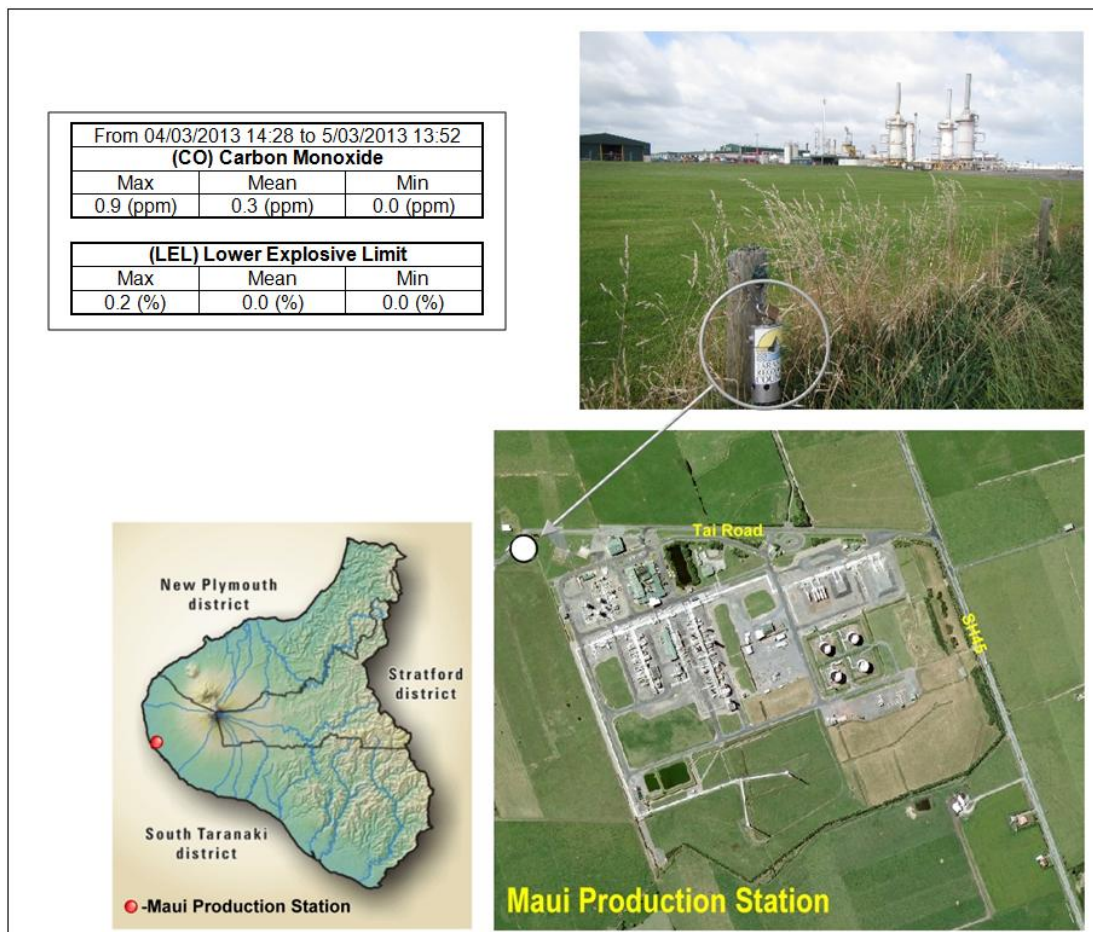 From 04/03/2013 14:28 to 5/03/2013 13:52
(CO) Carbon Monoxide
Max Mean Min
0.9 (ppm) 0.3 (ppm) 0.0 (ppm)
(LEL) Lower Explosive Limit
Max Mean Min
0.2 (%) 0.0 (%) 0.0 (%)
Tai Road
SH45
Maui Production Station
New Plymouth
district
Stratford
district
South Taranaki
district
-Maui Production Station